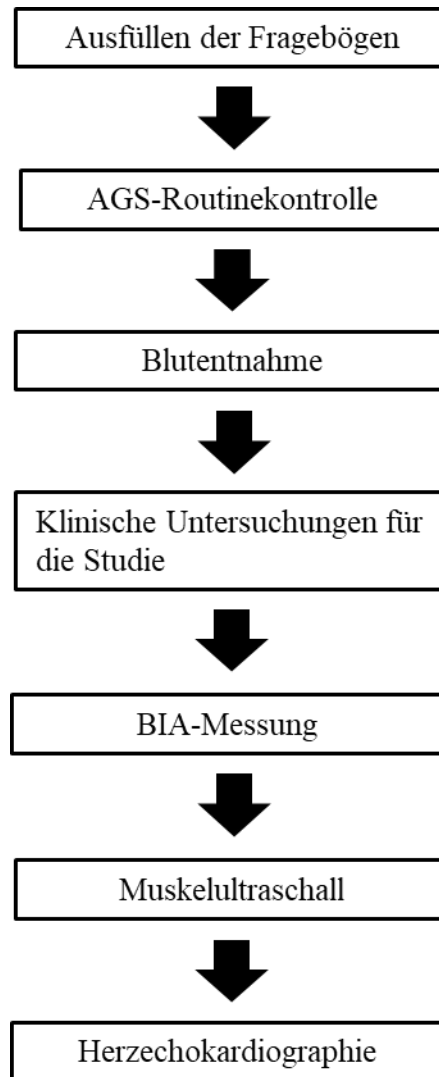 Ausfüllen der Fragebögen
AGS-Routinekontrolle
Blutentnahme
Klinische Untersuchungen für
die Studie
BIA-Messung
Muskelultraschall
Herzechokardiographie